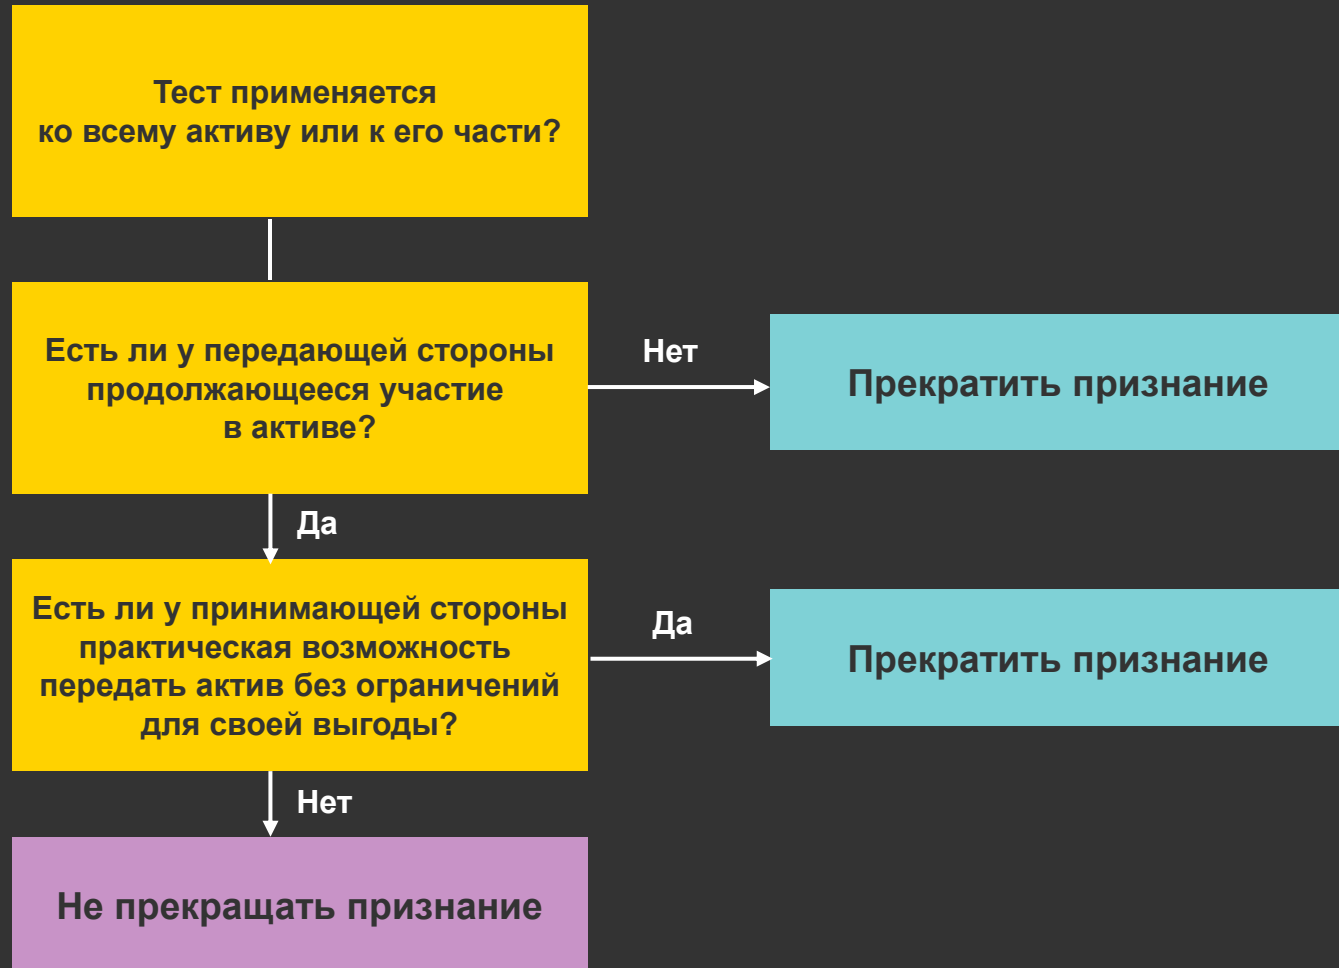 Тест применяется
ко всему активу или к его части?
Есть ли у передающей стороны
продолжающееся участие
в активе?
Нет
Прекратить признание
Да
Есть ли у принимающей стороны
практическая возможность
передать актив без ограничений
для своей выгоды?
Да
Прекратить признание
Нет
Не прекращать признание